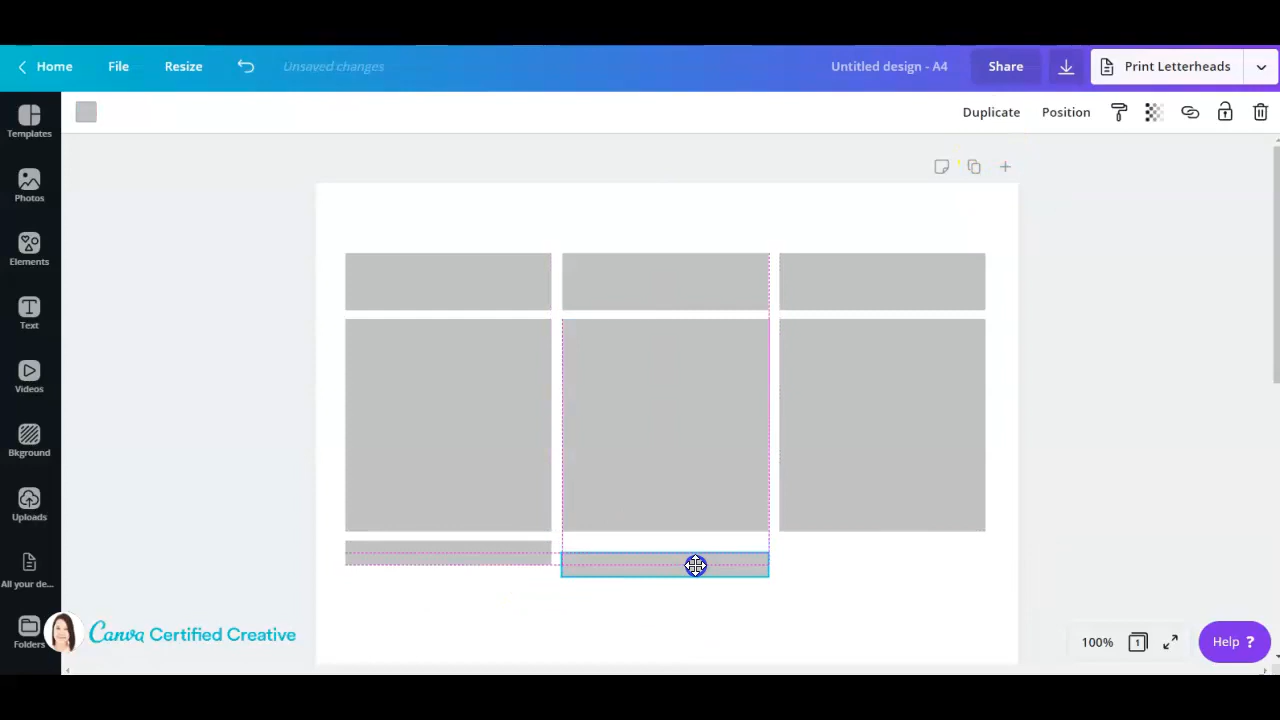 Home File Resize Unsaved changes Untitled design - A4 Share Print Letterheads
Duplicate Position
Templates
Photos
Elements
Text
Videos
Bkground
Uploads
All your de...
Folders
Canva Certified Creative
100% 1 Help ?